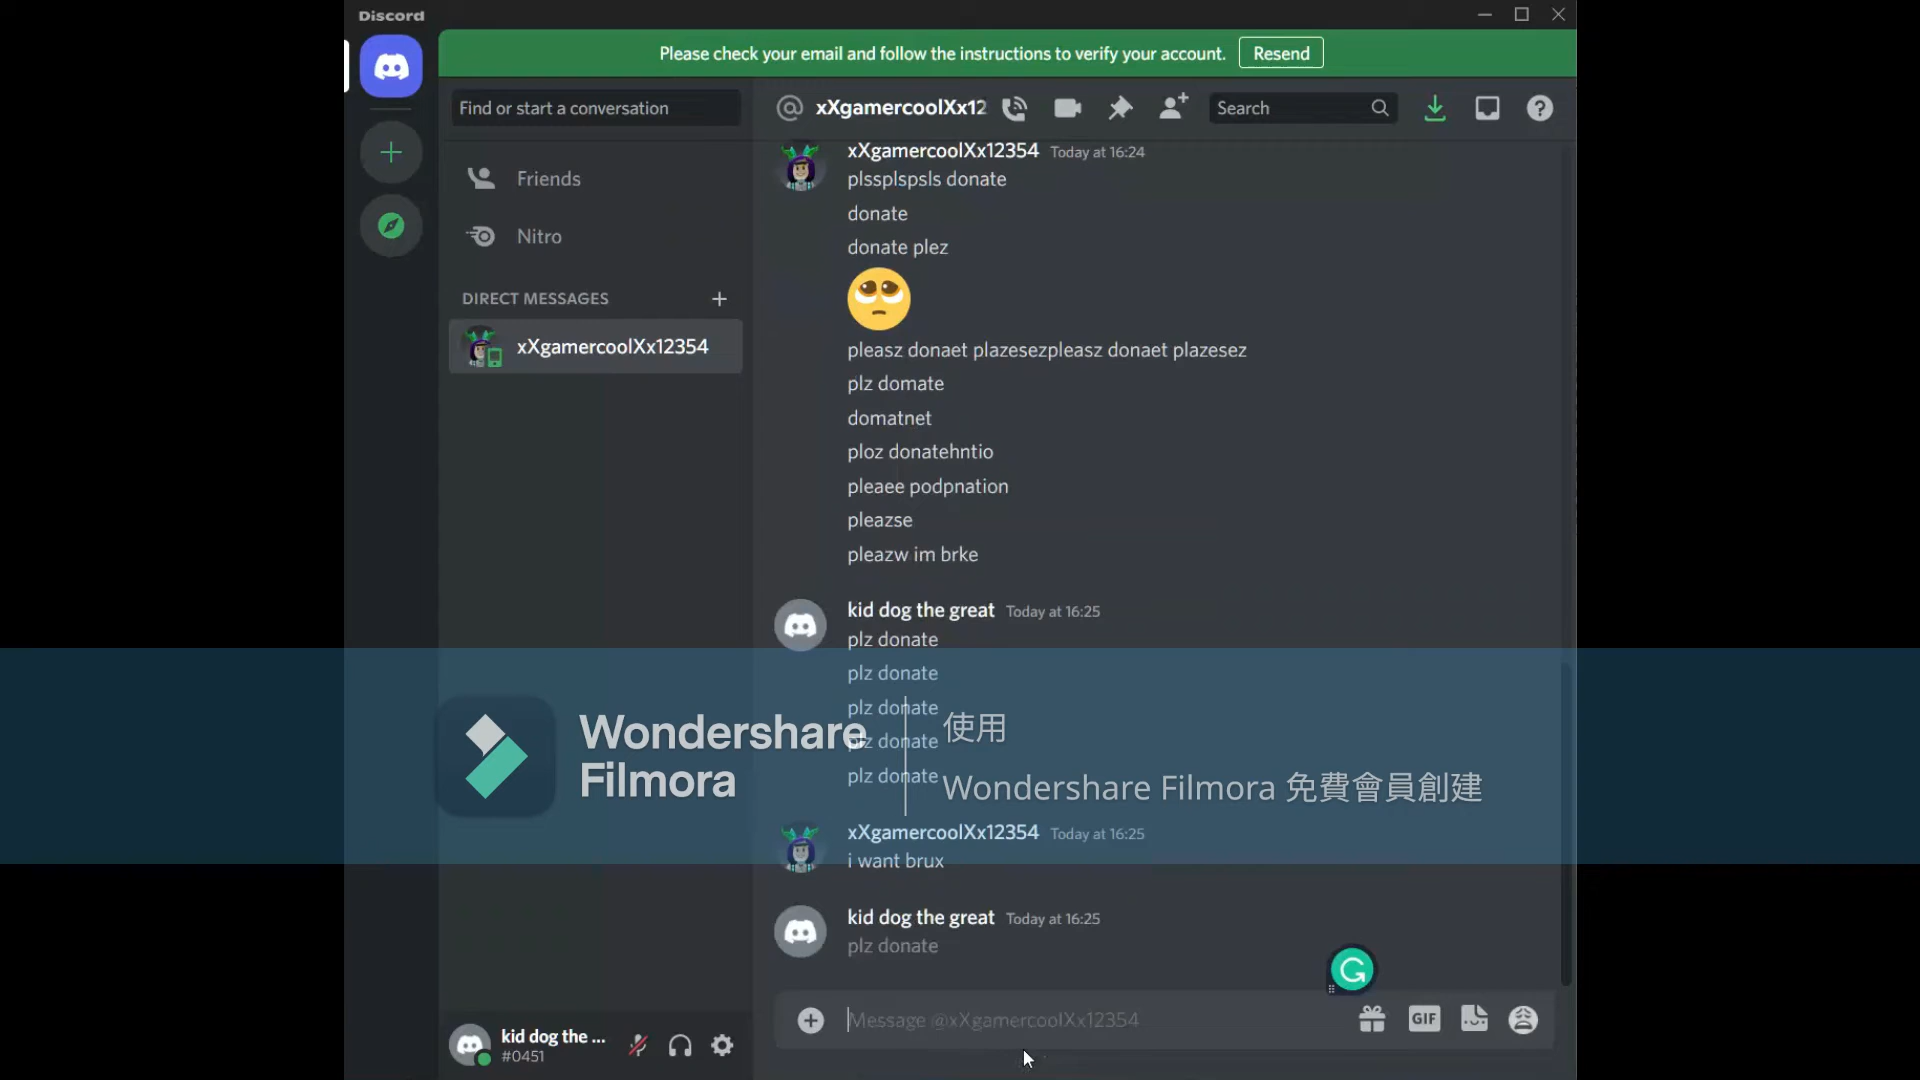 Discord
Please check your email and follow the instructions to verify your account. Resend
Find or start a conversation
xXgamercoolXx12
Search
Friends
Nitro
DIRECT MESSAGES
xXgamercoolXx12354
xXgamercoolXx12354 Today at 16:24
plssplspsls donate
donate
donate plez
pleasz donaet plazesezpleasz donaet plazesez
plz domate
domatnet
ploz donatehntio
pleaee podpnation
pleazse
pleazw im brke
kid dog the great Today at 16:25
plz donate
plz donate
plz donate
plz donate
plz donate
Wondershare
Filmora
使用
Wondershare Filmora 免費會員創建
xXgamercoolXx12354 Today at 16:25
i want brux
kid dog the great Today at 16:25
plz donate
Message @xXgamercoolXx12354
GIF
kid dog the ...
#0451